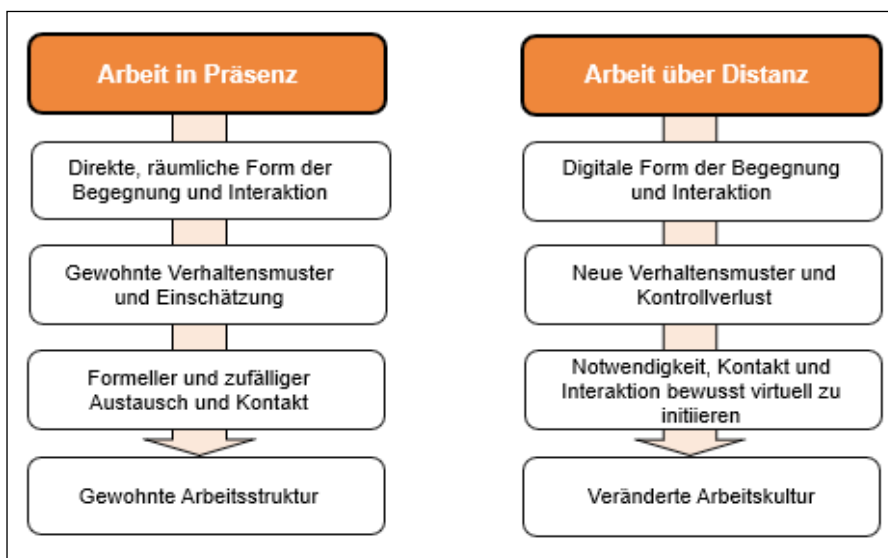 Arbeit in Präsenz
Direkte, räumliche Form der
Begegnung und Interaktion
Gewohnte Verhaltensmuster
und Einschätzung
Formeller und zufälliger
Austausch und Kontakt
Gewohnte Arbeitsstruktur
Arbeit über Distanz
Digitale Form der Begegnung
und Interaktion
Neue Verhaltensmuster und
Kontrollverlust
Notwendigkeit, Kontakt und
Interaktion bewusst virtuell zu
initiieren
Veränderte Arbeitskultur